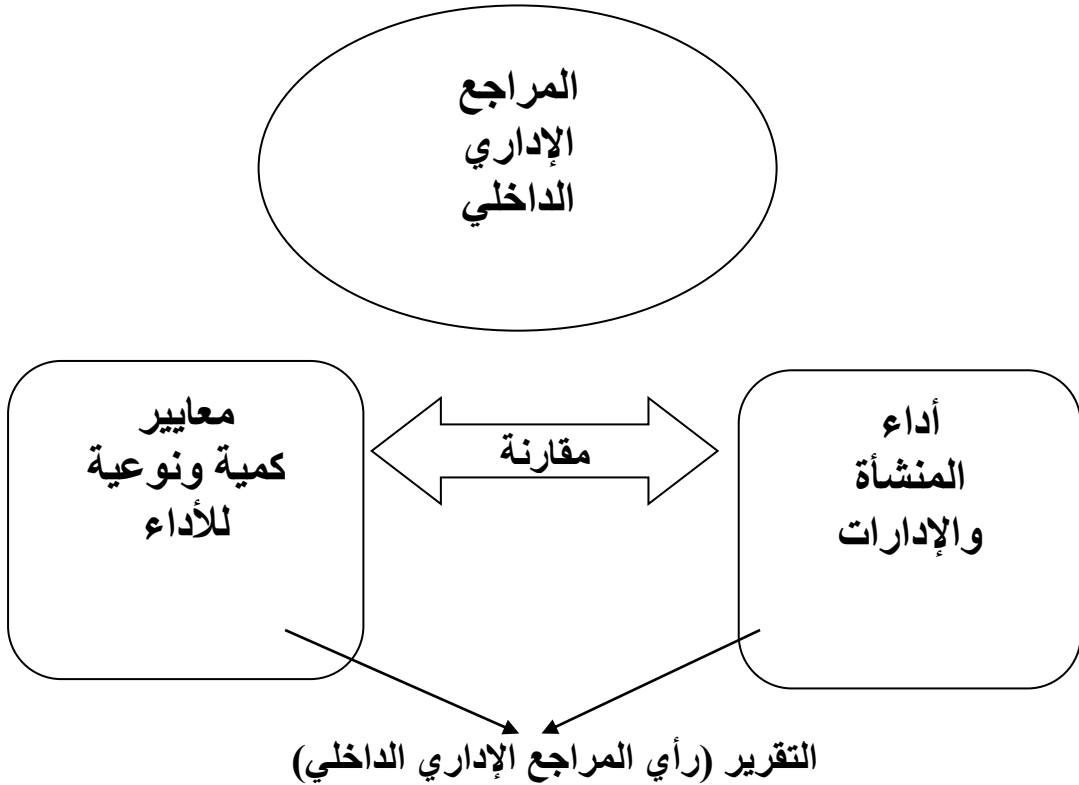 المراجع
الإداري
الداخلي
أداء
المنشأة
والإدارات
مقارنة
معايير
كمية ونوعية
للأداء
التقرير (رأي المراجع الإداري الداخلي)